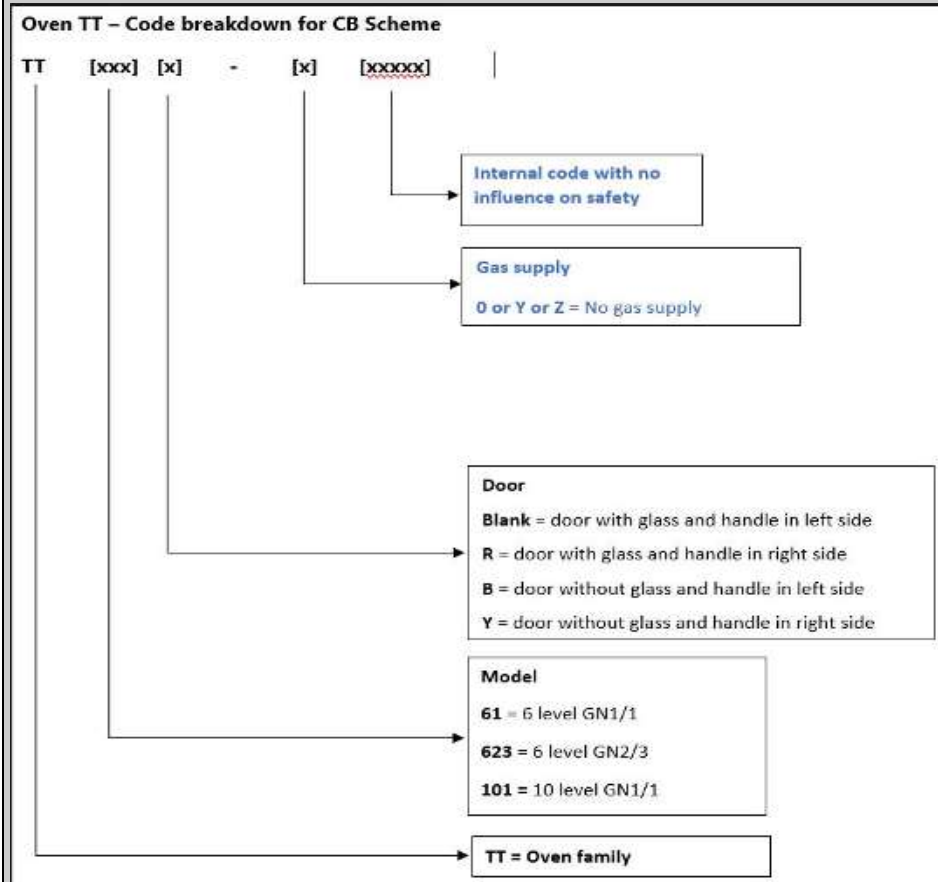 Oven TT – Code breakdown for CB Scheme
TT [xxx] [x] - [x] [xxxxx]
Internal code with no
influence on safety
Gas supply
0 or Y or Z = No gas supply
Door
Blank = door with glass and handle in left side
R = door with glass and handle in right side
B = door without glass and handle in left side
Y = door without glass and handle in right side
Model
61 = 6 level GN1/1
623 = 6 level GN2/3
101 = 10 level GN1/1
TT = Oven family